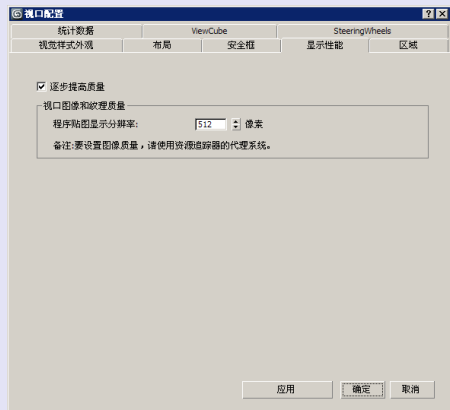 视口配置
统计数据 ViewCube SteeringWheels
视觉样式外观 布局 安全框 显示性能 区域
逐步提高质量
视口图像和纹理质量
程序贴图显示分辨率: 512 像素
备注:要设置图像质量，请使用资源追踪器的代理系统。
应用 确定 取消